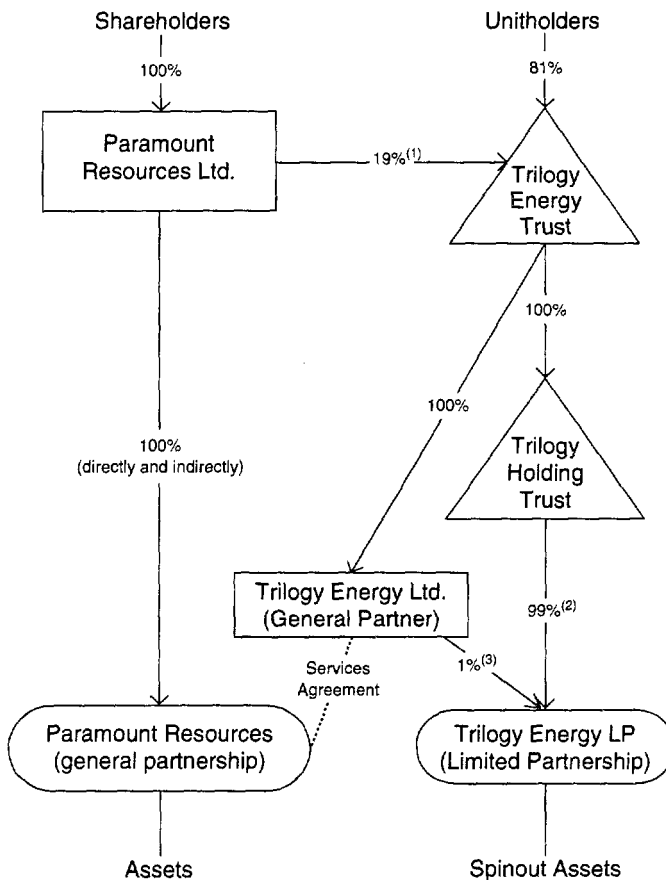 Shareholders
Unitholders
100%
81%
Paramount
Resources Ltd.
19%(1)
Trilogy
Energy
Trust
100%
100%
100%
(directly and indirectly)
Trilogy
Holding
Trust
Trilogy Energy Ltd.
(General Partner)
99%(2)
1%(3)
Services
Agreement
Paramount Resources
(general partnership)
Trilogy Energy LP
(Limited Partnership)
Assets
Spinout Assets